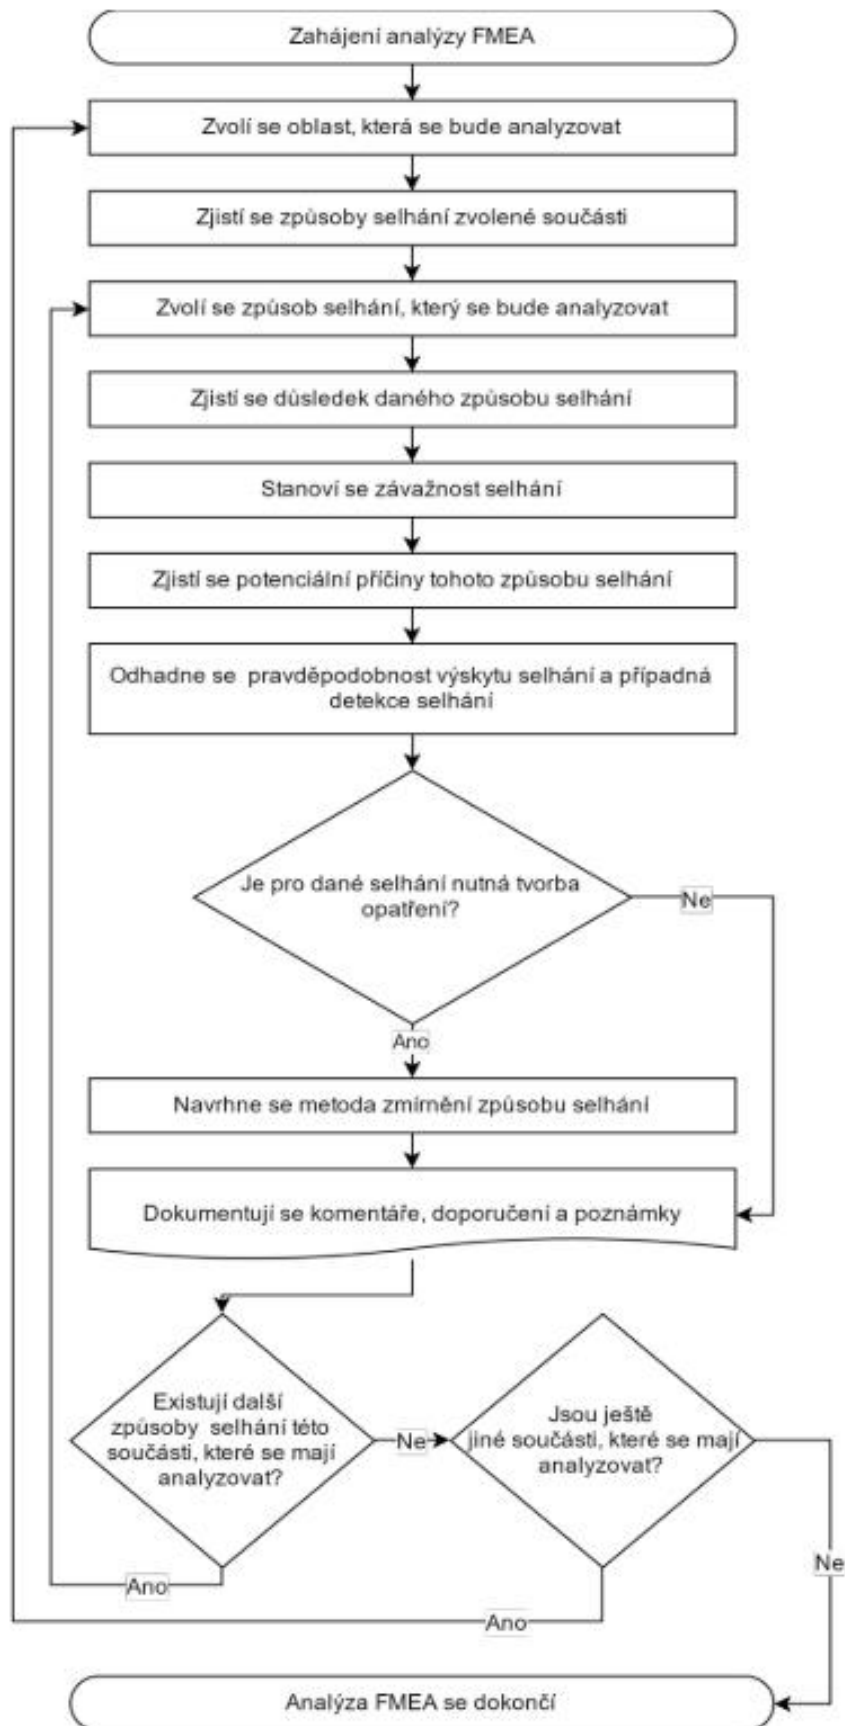 Zahájení analýzy FMEA
Zvolí se oblast, která se bude analyzovat
Zjistí se způsoby selhání zvolené součásti
Zvolí se způsob selhání, který se bude analyzovat
Zjistí se důsledek daného způsobu selhání
Stanoví se závažnost selhání
Zjistí se potenciální příčiny tohoto způsobu selhání
Odhadne se pravděpodobnost výskytu selhání a případná
detekce selhání
Je pro dané selhání nutná tvorba
opatření?
Ne
Ano
Navrhne se metoda zmírnění způsobu selhání
Dokumentují se komentáře, doporučení a poznámky
Existují další
způsoby selhání této
součásti, které se mají
analyzovat?
Ne
Jsou ještě
jiné součásti, které se mají
analyzovat?
Ne
Ano
Ano
Analýza FMEA se dokončí